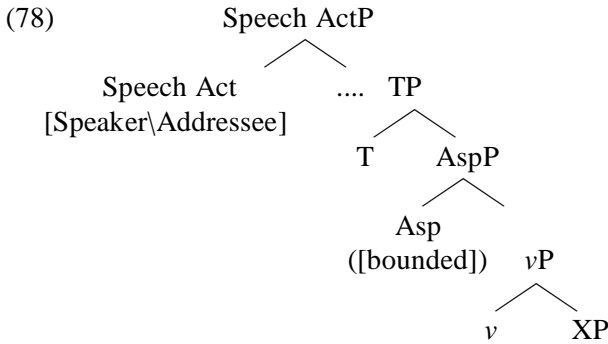 (78) Speech ActP
Speech Act .... TP
[Speaker\Addressee]
T AspP
Asp
([bounded]) vP
v XP